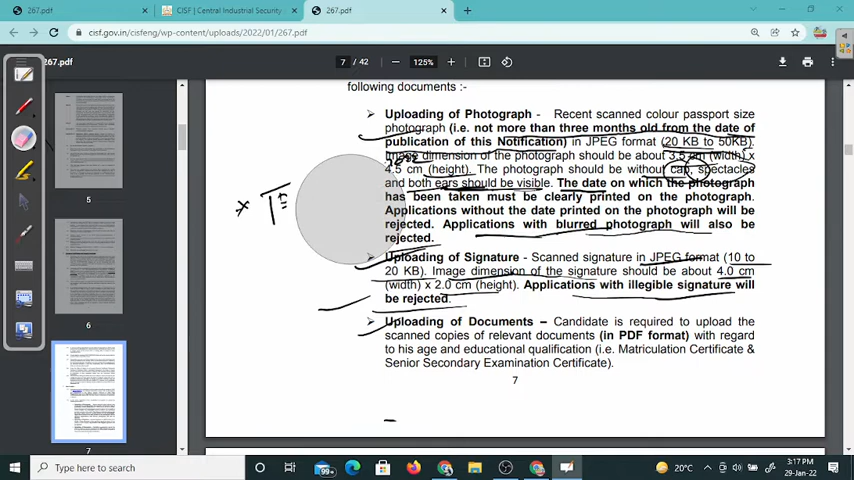 267.pdf
CISF | Central Industrial Security
267.pdf
cisf.gov.in/cisfeng/wp-content/uploads/2022/01/267.pdf
267.pdf
7 / 42
125%
5
6
7
following documents :-
Uploading of Photograph - Recent scanned colour passport size
photograph (i.e. not more than three months old from the date of
publication of this Notification) in JPEG format (20 KB to 50KB).
Image dimension of the photograph should be about 3.5 cm (width) x
4.5 cm (height). The photograph should be without cap, spectacles
and both ears should be visible. The date on which the photograph
has been taken must be clearly printed on the photograph.
Applications without the date printed on the photograph will be
rejected. Applications with blurred photograph will also be
rejected.
Uploading of Signature - Scanned signature in JPEG format (10 to
20 KB). Image dimension of the signature should be about 4.0 cm
(width) x 2.0 cm (height). Applications with illegible signature will
be rejected.
Uploading of Documents – Candidate is required to upload the
scanned copies of relevant documents (in PDF format) with regard
to his age and educational qualification (i.e. Matriculation Certificate &
Senior Secondary Examination Certificate).
7
Type here to search
99+
20°C
3:17 PM
29-Jan-22